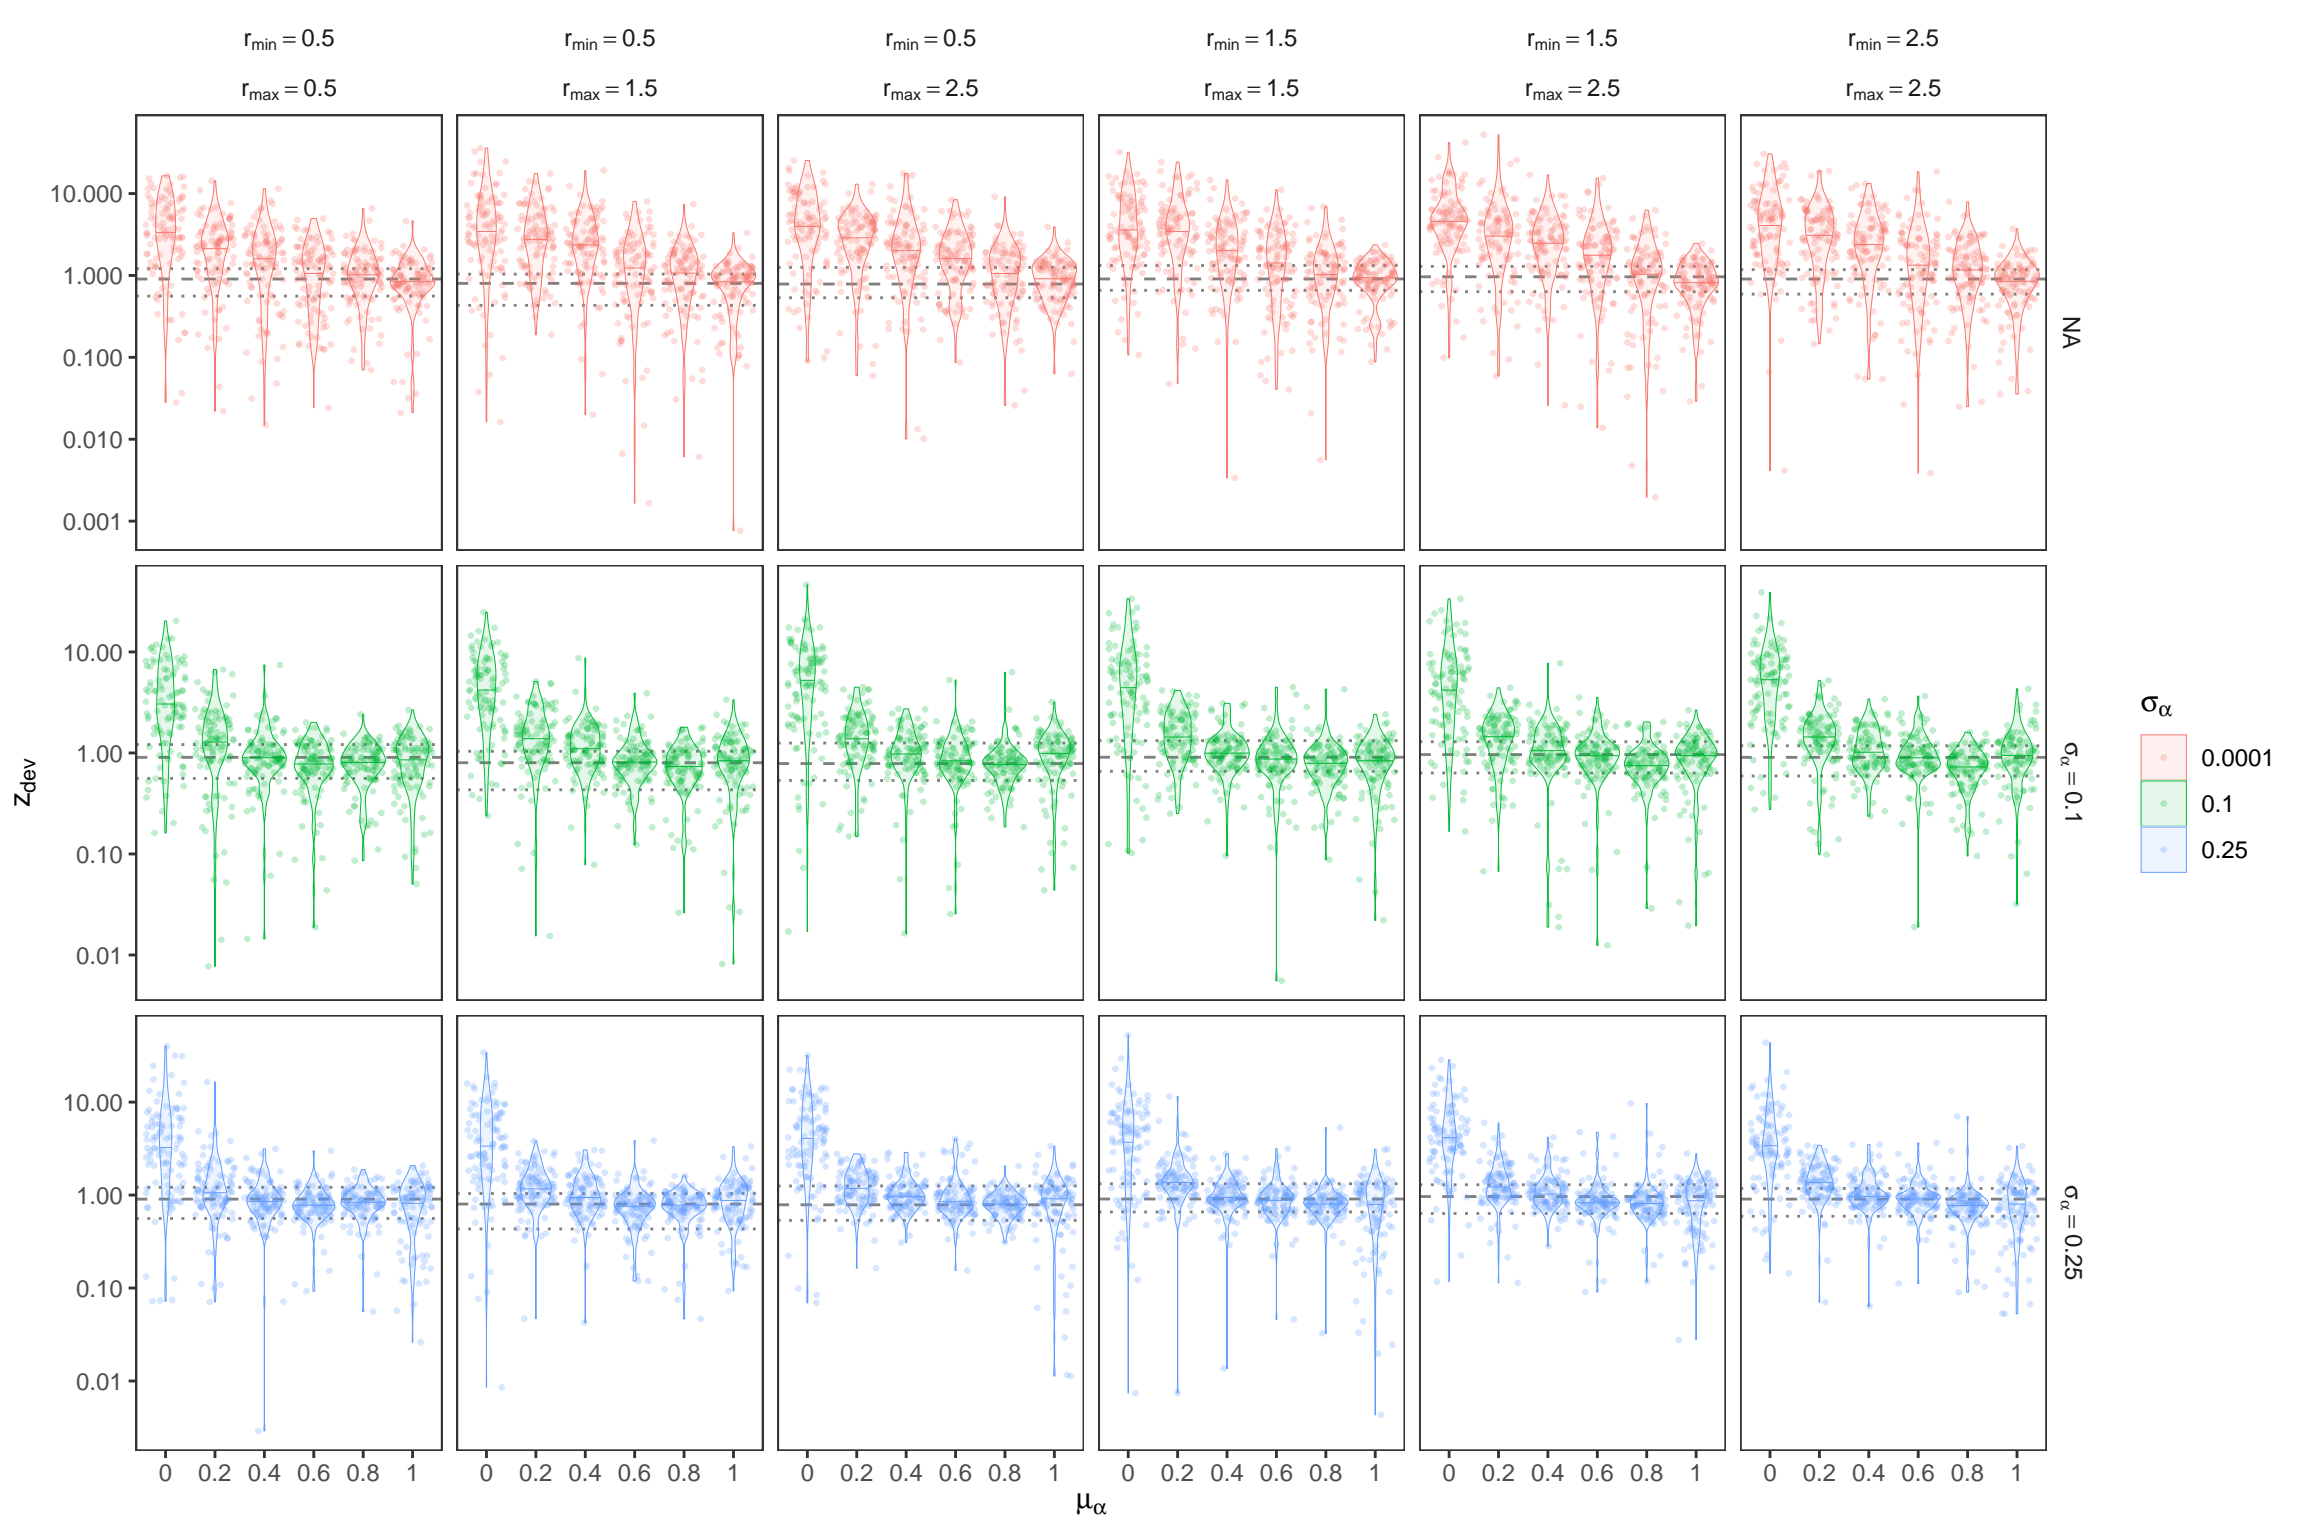 r_min = 0.5 r_min = 0.5 r_min = 0.5 r_min = 1.5 r_min = 1.5 r_min = 2.5
r_max = 0.5 r_max = 1.5 r_max = 2.5 r_max = 1.5 r_max = 2.5 r_max = 2.5
10.000
1.000
0.100
0.010
0.001
NA
10.00
1.00
0.10
0.01
σ_α = 0.1
10.00
1.00
0.10
0.01
σ_α = 0.25
z_dev
0 0.2 0.4 0.6 0.8 1 0 0.2 0.4 0.6 0.8 1 0 0.2 0.4 0.6 0.8 1 0 0.2 0.4 0.6 0.8 1 0 0.2 0.4 0.6 0.8 1 0 0.2 0.4 0.6 0.8 1
μ_α
σ_α
0.0001
0.1
0.25